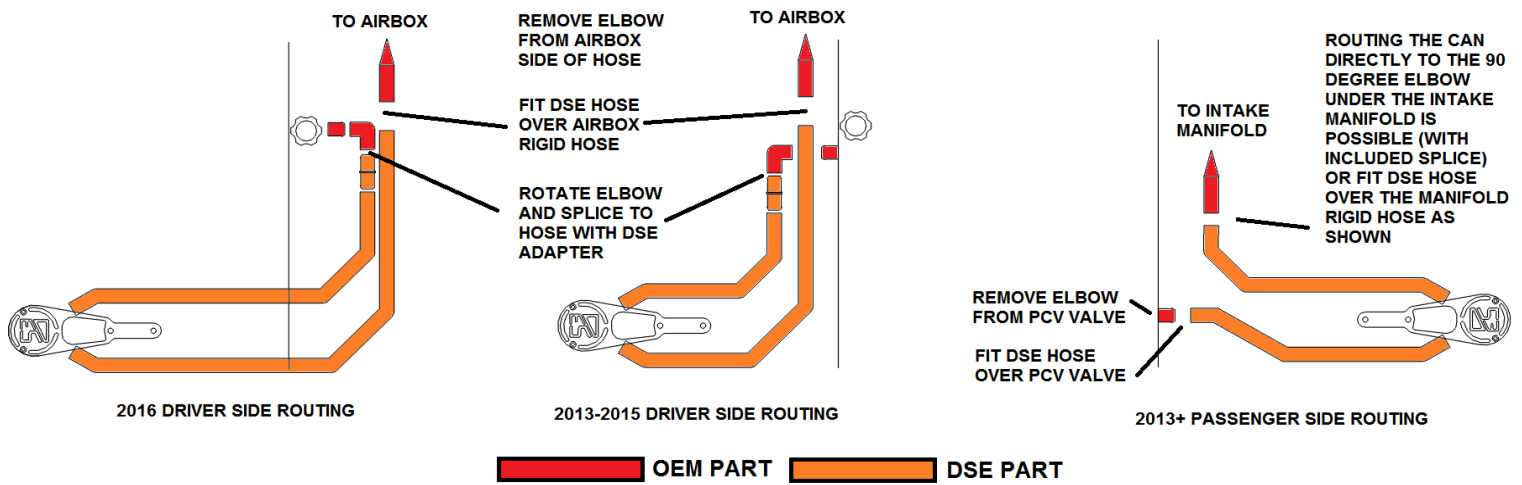 TO AIRBOX
REMOVE ELBOW
FROM AIRBOX
SIDE OF HOSE
FIT DSE HOSE
OVER AIRBOX
RIGID HOSE
ROTATE ELBOW
AND SPLICE TO
HOSE WITH DSE
ADAPTER
2016 DRIVER SIDE ROUTING
TO AIRBOX
2013-2015 DRIVER SIDE ROUTING
TO INTAKE
MANIFOLD
ROUTING THE CAN
DIRECTLY TO THE 90
DEGREE ELBOW
UNDER THE INTAKE
MANIFOLD IS
POSSIBLE (WITH
INCLUDED SPLICE)
OR FIT DSE HOSE
OVER THE MANIFOLD
RIGID HOSE AS
SHOWN
REMOVE ELBOW
FROM PCV VALVE
FIT DSE HOSE
OVER PCV VALVE
2013+ PASSENGER SIDE ROUTING
OEM PART
DSE PART